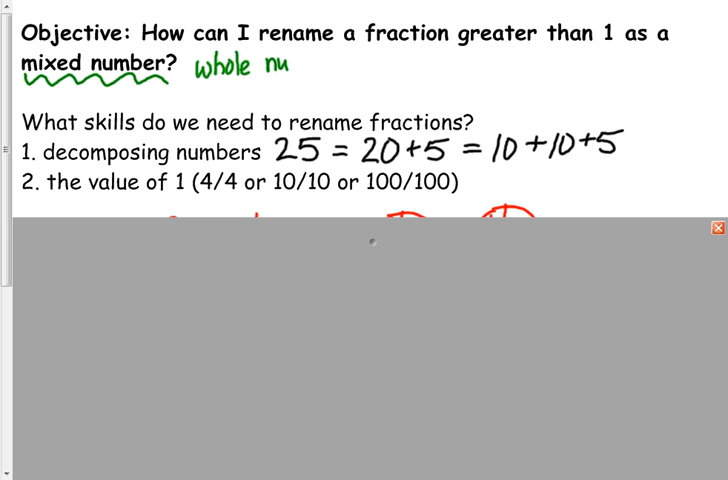 Objective: How can I rename a fraction greater than 1 as a
mixed number? whole nu
What skills do we need to rename fractions?
1. decomposing numbers 25 = 20+5 = 10+10+5
2. the value of 1 (4/4 or 10/10 or 100/100)